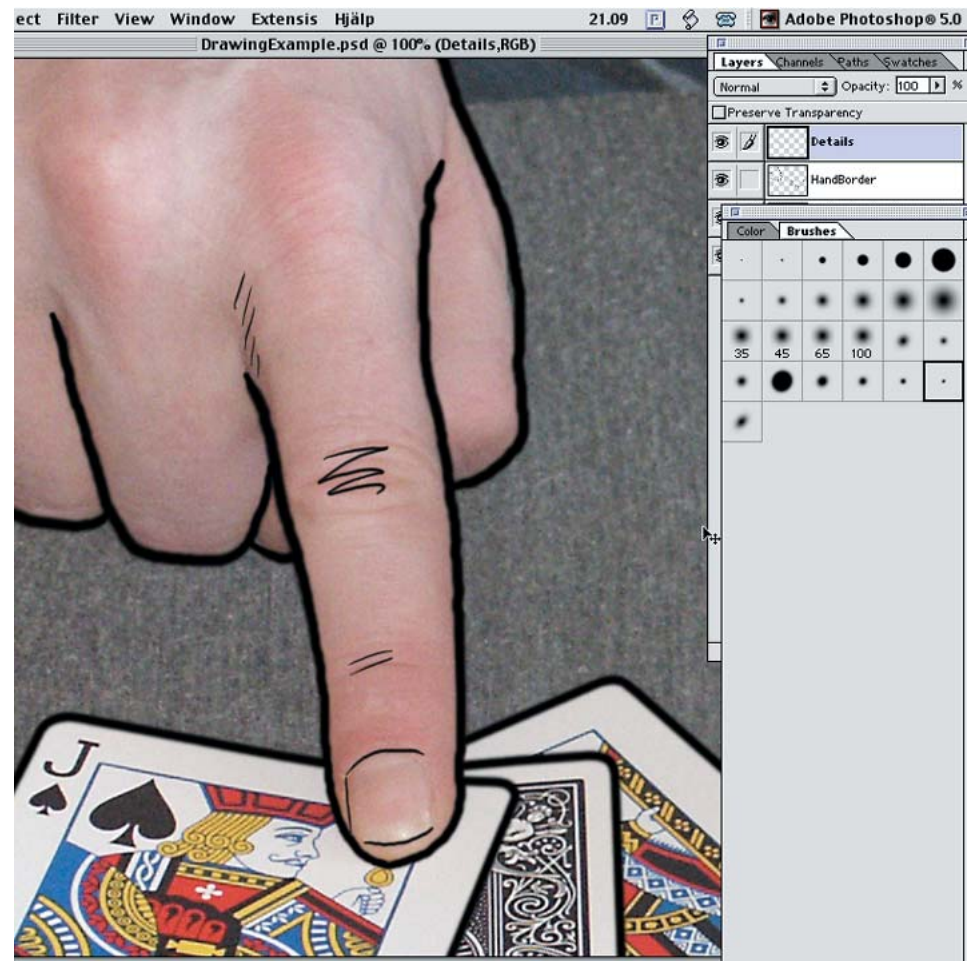 ect Filter View Window Extensis Hjälp 21.09 P Adobe Photoshop® 5.0
DrawingExample.psd @ 100% (Details,RGB)
Layers Channels Paths Swatches
Normal Opacity: 100 %
Preserve Transparency
Details
HandBorder
Color Brushes
35 45 65 100
J